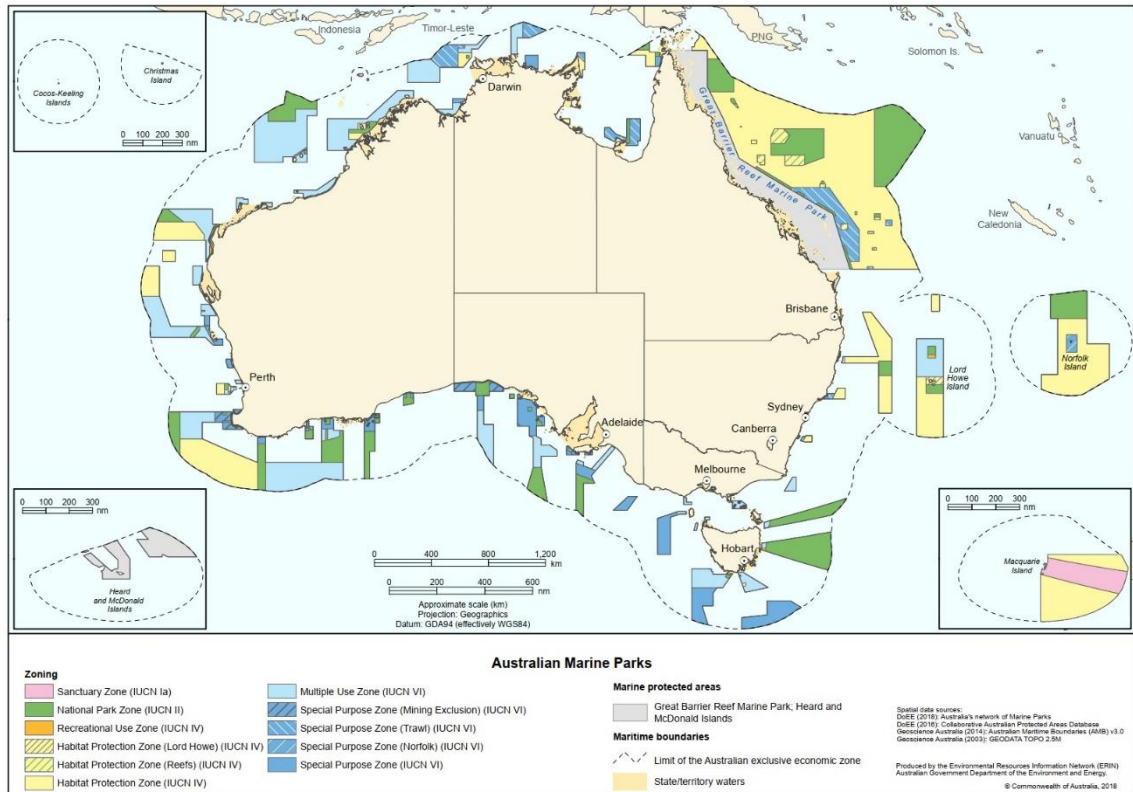 Indonesia
Timor-Leste
PNG
Solomon Is.
Cocos-Keeling
Islands
Christmas
Island
0 100 200 300
nm
Darwin
Great Barrier Reef Marine Park
Vanuatu
New
Caledonia
Brisbane
Norfolk
Island
Lord
Howe
Island
Perth
Sydney
Adelaide
Canberra
Melbourne
0 100 200 300
nm
Heard
and McDonald
Islands
0 400 800 1,200
km
0 200 400 600
nm
Approximate scale (km)
Projection: Geographics
Datum: GDA94 (effectively WGS84)
Hobart
0 100 200 300
nm
Macquarie
Island
Australian Marine Parks
Zoning
Sanctuary Zone (IUCN Ia)
National Park Zone (IUCN II)
Recreational Use Zone (IUCN IV)
Habitat Protection Zone (Lord Howe) (IUCN IV)
Habitat Protection Zone (Reefs) (IUCN IV)
Habitat Protection Zone (IUCN IV)
Multiple Use Zone (IUCN VI)
Special Purpose Zone (Mining Exclusion) (IUCN VI)
Special Purpose Zone (Trawl) (IUCN VI)
Special Purpose Zone (Norfolk) (IUCN VI)
Special Purpose Zone (IUCN VI)
Marine protected areas
Great Barrier Reef Marine Park; Heard
and McDonald Islands
Maritime boundaries
Limit of the Australian exclusive economic zone
State/territory waters
Spatial data sources:
DoEE (2018): Australia's network of Marine Parks
DoEE (2016): Collaborative Australian Protected Areas Database
Geoscience Australia (2014): Australian Maritime Boundaries (AMB) v3.0
Geoscience Australia (2003): GEODATA TOPO 2.5M
Produced by the Environmental Resources Information Network (ERIN)
Australian Government Department of the Environment and Energy.
© Commonwealth of Australia, 2018